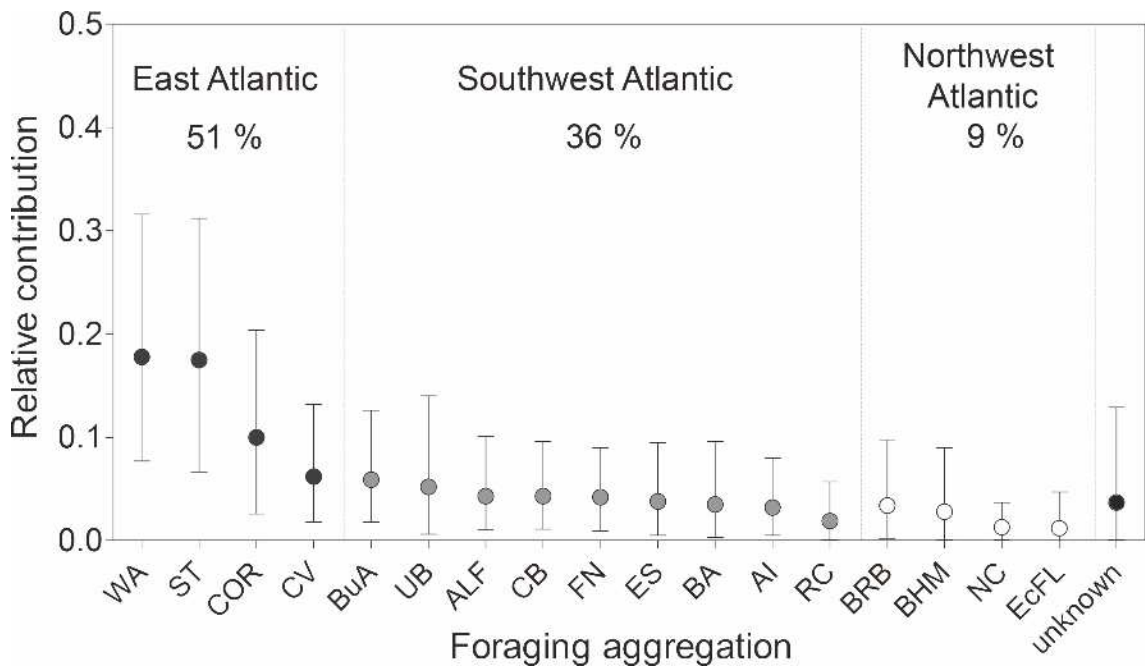 0.5
0.4
0.3
0.2
0.1
0.0
Relative contribution
East Atlantic
51 %
Southwest Atlantic
36 %
Northwest
Atlantic
9 %
WA
ST
COR
CV
BuA
UB
ALF
CB
FN
ES
BA
AI
RC
BRB
BHM
NC
EcFL
unknown
Foraging aggregation